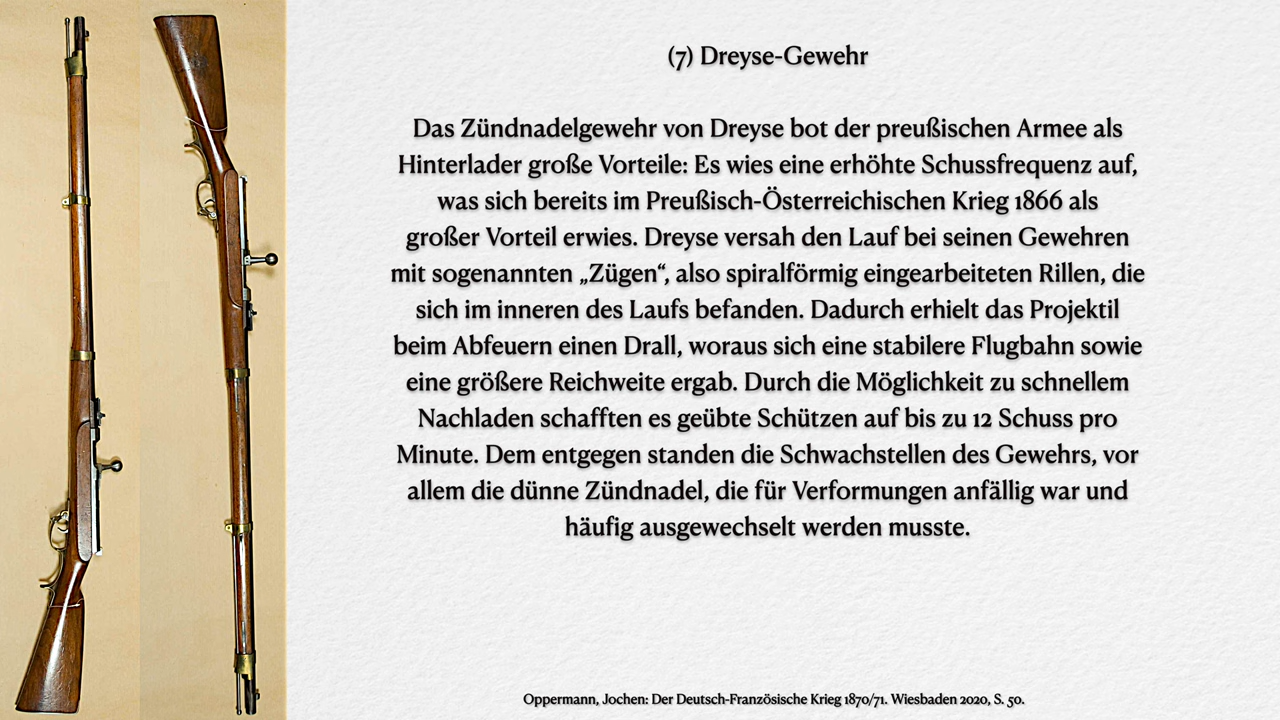 (7) Dreyse-Gewehr
Das Zündnadelgewehr von Dreyse bot der preußischen Armee als
Hinterlader große Vorteile: Es wies eine erhöhte Schussfrequenz auf,
was sich bereits im Preußisch-Österreichischen Krieg 1866 als
großer Vorteil erwies. Dreyse versah den Lauf bei seinen Gewehren
mit sogenannten „Zügen“, also spiralförmig eingearbeiteten Rillen, die
sich im inneren des Laufs befanden. Dadurch erhielt das Projektil
beim Abfeuern einen Drall, woraus sich eine stabilere Flugbahn sowie
eine größere Reichweite ergab. Durch die Möglichkeit zu schnellem
Nachladen schafften es geübte Schützen auf bis zu 12 Schuss pro
Minute. Dem entgegen standen die Schwachstellen des Gewehrs, vor
allem die dünne Zündnadel, die für Verformungen anfällig war und
häufig ausgewechselt werden musste.
Oppermann, Jochen: Der Deutsch-Französische Krieg 1870/71. Wiesbaden 2020, S. 50.